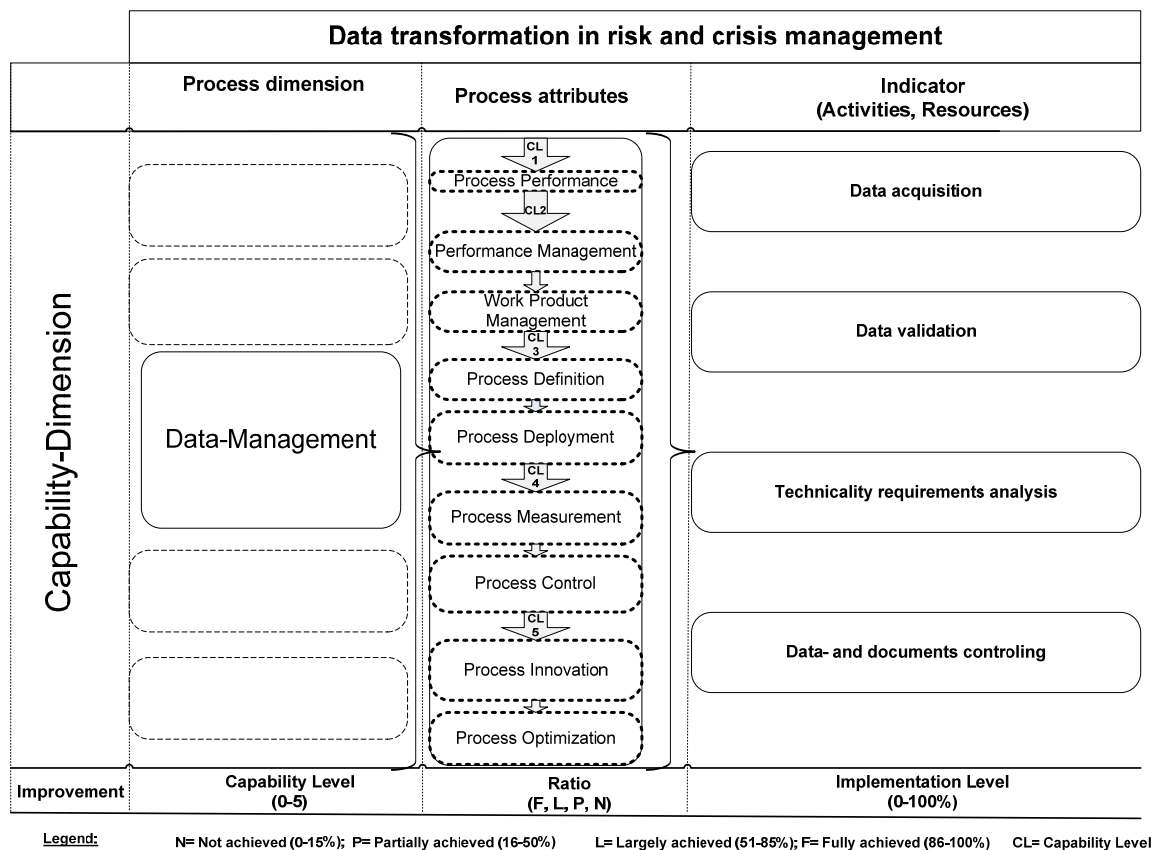 Data transformation in risk and crisis management
Process dimension
Process attributes
Indicator
(Activities, Resources)
Capability-Dimension
Data-Management
CL
1
Process Performance
CL2
Performance Management
Work Product
Management
CL
3
Process Definition
Process Deployment
CL
4
Process Measurement
Process Control
CL
5
Process Innovation
Process Optimization
Data acquisition
Data validation
Technicality requirements analysis
Data- and documents controling
Improvement
Capability Level
(0-5)
Ratio
(F, L, P, N)
Implementation Level
(0-100%)
Legend: N= Not achieved (0-15%); P= Partially achieved (16-50%) L= Largely achieved (51-85%); F= Fully achieved (86-100%) CL= Capability Level